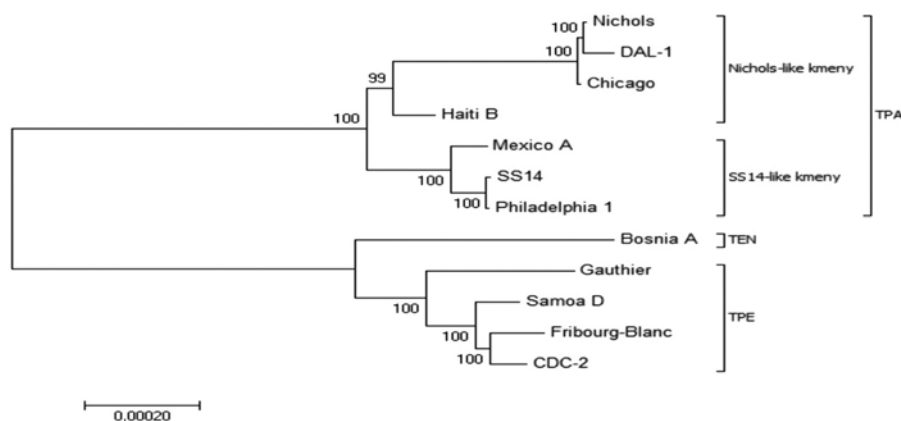 100
Nichols
100
DAL-1
Chicago
Nichols-like kmeny
99
Haiti B
100
TPA
Mexico A
100
SS14
SS14-like kmeny
100
Philadelphia 1
Bosnia A
TEN
Gauthier
100
Samoa D
TPE
100
Fribourg-Blanc
100
CDC-2
0,00020